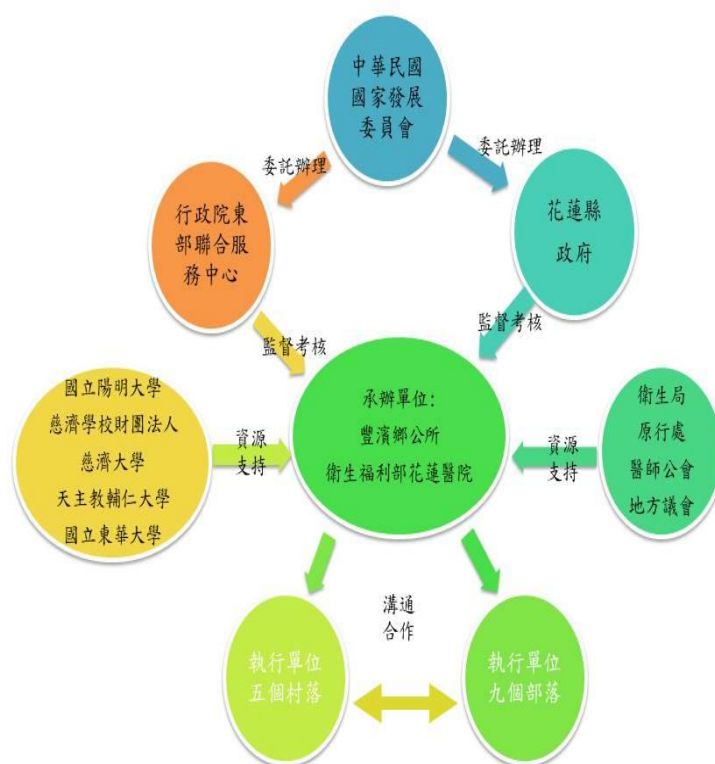 中華民國
國家發展
委員會
委託辦理
委託辦理
行政院東
部聯合服
務中心
花蓮縣
政府
監督考核
監督考核
國立陽明大學
慈濟學校財團法人
慈濟大學
天主教輔仁大學
國立東華大學
資源
支持
承辦單位:
豐濱鄉公所
衛生福利部花蓮醫院
資源
支持
衛生局
原行處
醫師公會
地方議會
溝通
合作
執行單位
五個村落
執行單位
九個部落